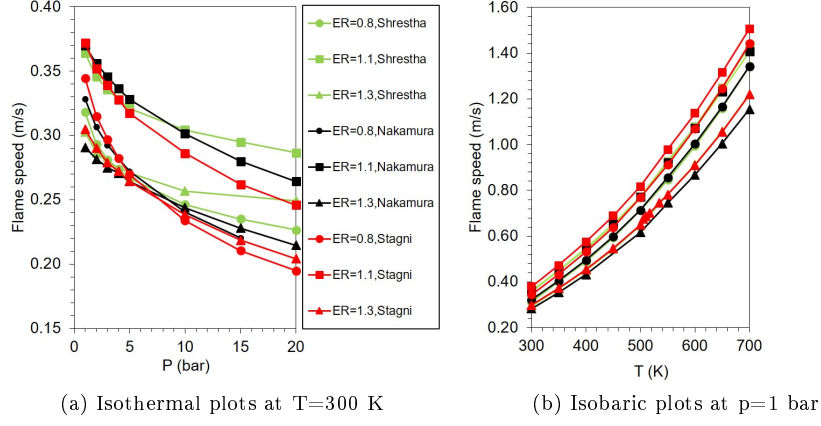 Flame speed (m/s)
0.40
0.35
0.30
0.25
0.20
0.15
0
5
10
15
20
P (bar)
ER=0.8,Shrestha
ER=1.1,Shrestha
ER=1.3,Shrestha
ER=0.8,Nakamura
ER=1.1,Nakamura
ER=1.3,Nakamura
ER=0.8,Stagni
ER=1.1,Stagni
ER=1.3,Stagni
Flame speed (m/s)
1.60
1.40
1.20
1.00
0.80
0.60
0.40
0.20
300
400
500
600
700
T (K)
(a) Isothermal plots at T=300 K
(b) Isobaric plots at p=1 bar